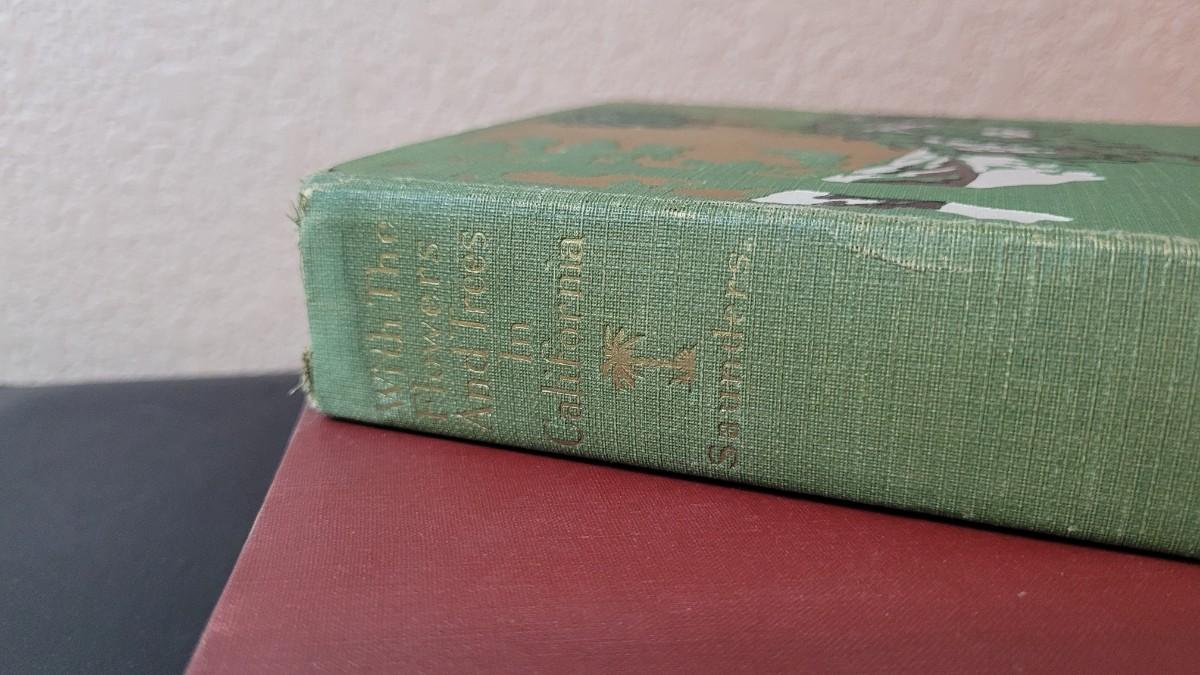 With The
Flowers
And Trees
In
California
Saunders.